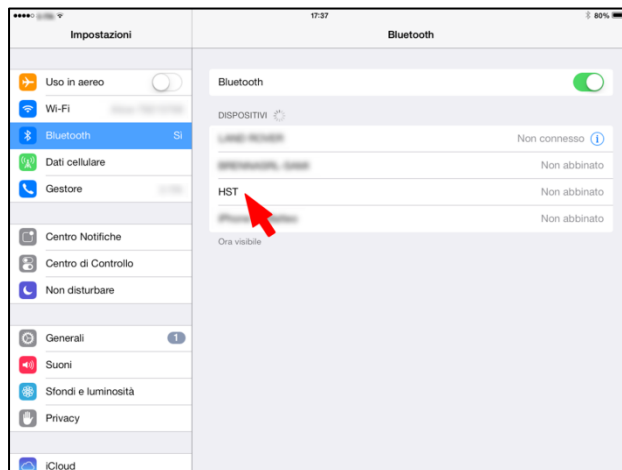 17:37
80%
Impostazioni
Bluetooth
Uso in aereo
Wi-Fi
Bluetooth Sì
Dati cellulare
Gestore
Centro Notifiche
Centro di Controllo
Non disturbare
Generali 1
Suoni
Sfondi e luminosità
Privacy
iCloud
Bluetooth
DISPOSITIVI
LAND ROVER Non connesso
Non abbinato
HST Non abbinato
Non abbinato
Ora visibile